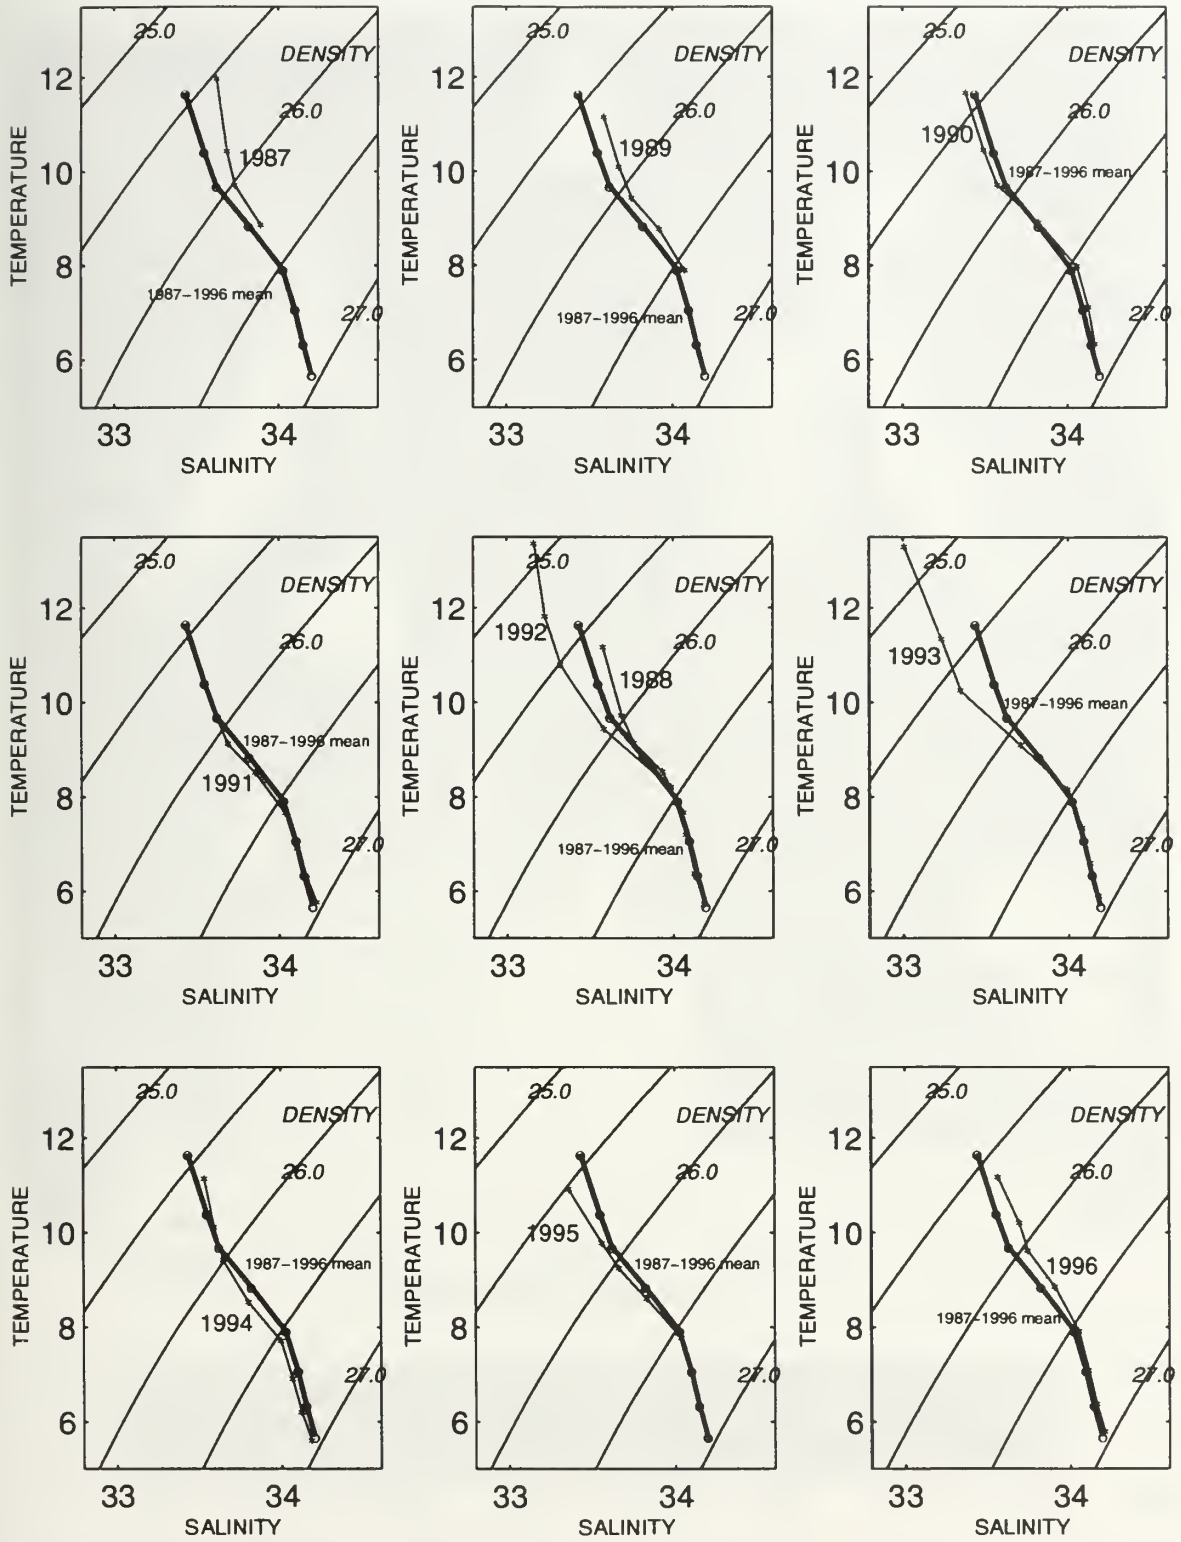 25.0
DENSITY
26.0
1987
1987-1996 mean
27.0
12
10
8
6
TEMPERATURE
33
34
SALINITY
25.0
DENSITY
26.0
1989
1987-1996 mean
27.0
12
10
8
6
TEMPERATURE
33
34
SALINITY
25.0
DENSITY
26.0
1990
1987-1996 mean
27.0
12
10
8
6
TEMPERATURE
33
34
SALINITY
25.0
DENSITY
26.0
1987-1996 mean
1991
27.0
12
10
8
6
TEMPERATURE
33
34
SALINITY
25.0
DENSITY
26.0
1992
1988
1987-1996 mean
27.0
12
10
8
6
TEMPERATURE
33
34
SALINITY
25.0
DENSITY
26.0
1993
1987-1996 mean
27.0
12
10
8
6
TEMPERATURE
33
34
SALINITY
25.0
DENSITY
26.0
1987-1996 mean
1994
27.0
12
10
8
6
TEMPERATURE
33
34
SALINITY
25.0
DENSITY
26.0
1995
1987-1996 mean
27.0
12
10
8
6
TEMPERATURE
33
34
SALINITY
25.0
DENSITY
26.0
1996
1987-1996 mean
27.0
12
10
8
6
TEMPERATURE
33
34
SALINITY